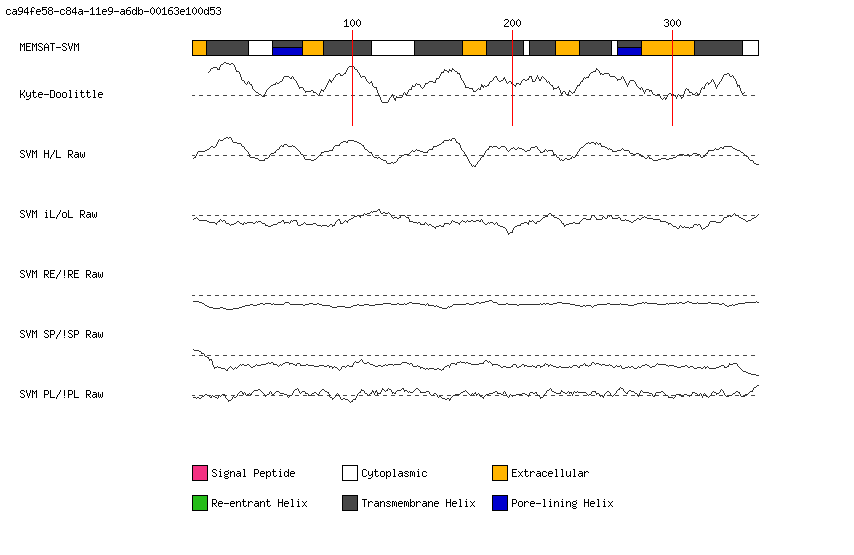 ca94fe58-c84a-11e9-a6db-00163e100d53
100 200 300
MEMSAT-SVM
Kyte-Doolittle
SVM H/L Raw
SVM iL/oL Raw
SVM RE/!RE Raw
SVM SP/!SP Raw
SVM PL/!PL Raw
Signal Peptide Cytoplasmic Extracellular
Re-entrant Helix Transmembrane Helix Pore-lining Helix